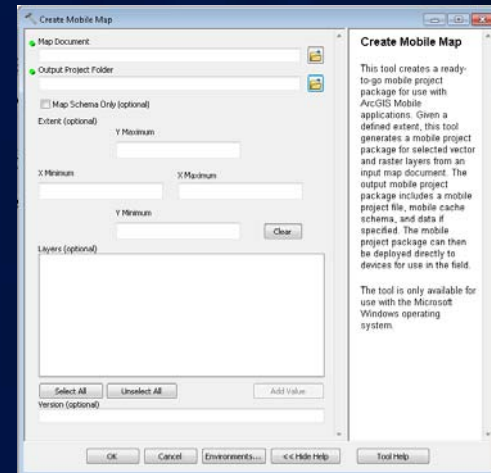 Create Mobile Map
Map Document
Output Project Folder
Map Schema Only (optional)
Extent (optional)
Y Maximum
X Minimum
X Maximum
Y Minimum
Clear
Layers (optional)
Select All
Unselect All
Add Value
Version (optional)
OK
Cancel
Environments...
<< Hide Help
Tool Help
Create Mobile Map
This tool creates a ready-
to-go mobile project
package for use with
ArcGIS Mobile
applications. Given a
defined extent, this tool
generates a mobile project
package for selected vector
and raster layers from an
input map document. The
output mobile project
package includes a mobile
project file, mobile cache
schema, and data if
specified. The mobile
project package can then
be deployed directly to
devices for use in the field.
The tool is only available for
use with the Microsoft
Windows operating
system.